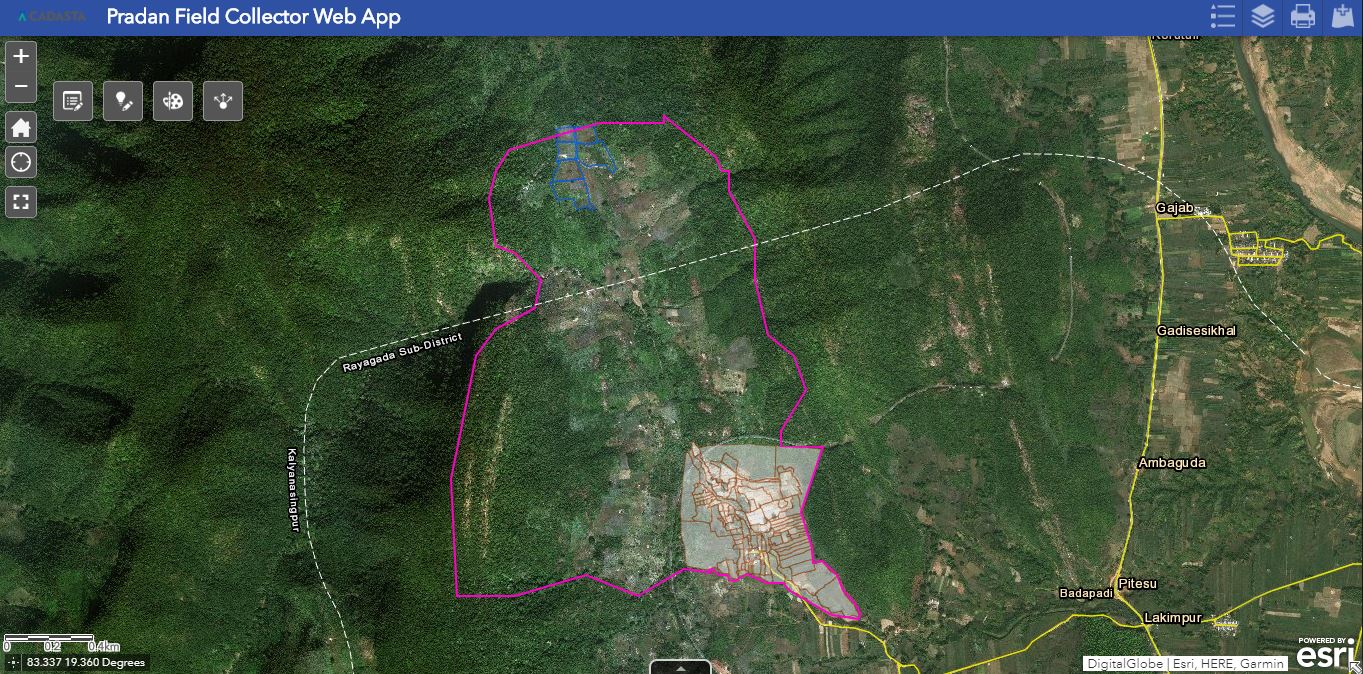 CADASTA
Pradan Field Collector Web App
Gajab
Gadisesikhal
Rayagada Sub-District
Kalyanasingpur
Ambaguda
Pitesu
Badapadi
Lakimpur
0 0.2 0.4km
83.337 19.360 Degrees
POWERED BY
esri
DigitalGlobe | Esri, HERE, Garmin